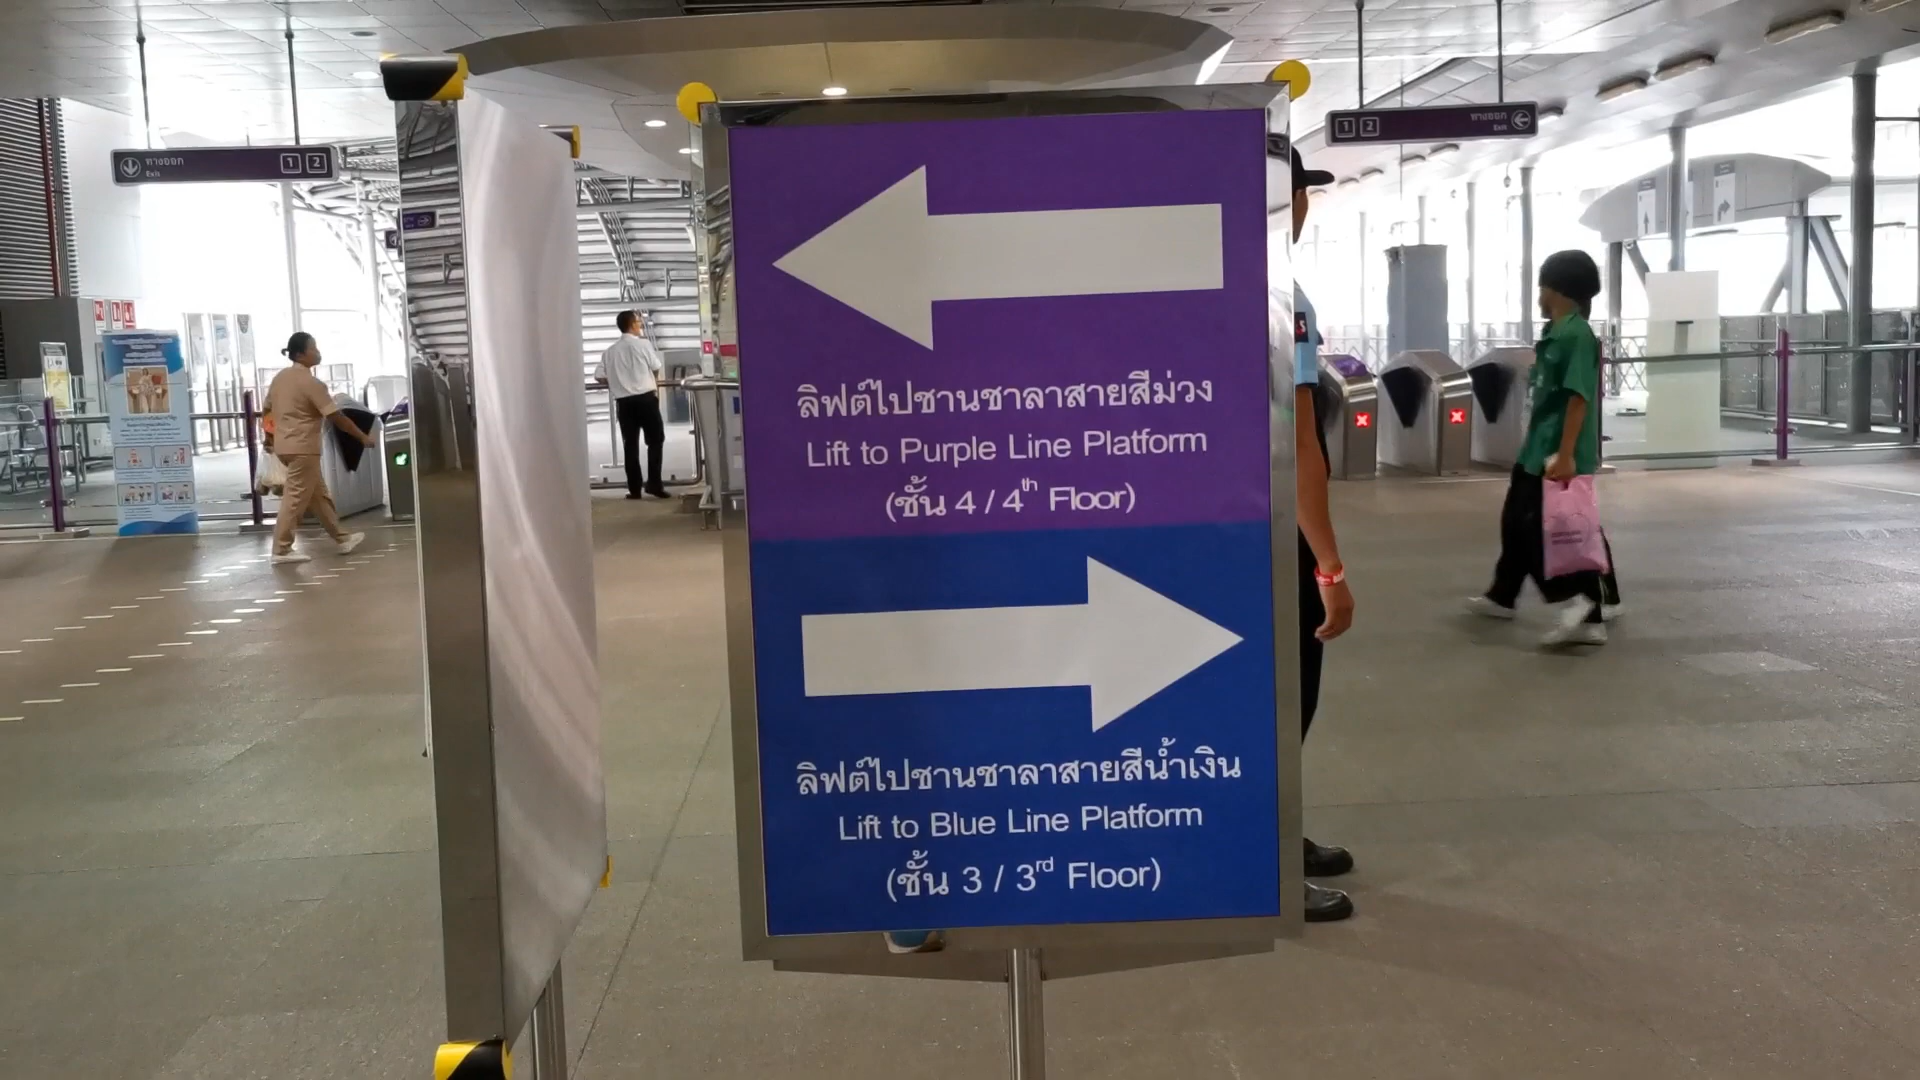 ทางออก
Exit
1 2
1 2
ทางออก
Exit
ลิฟต์ไปชานชาลาสายสีม่วง
Lift to Purple Line Platform
(ชั้น 4 / 4th Floor)
ลิฟต์ไปชานชาลาสายสีน้ำเงิน
Lift to Blue Line Platform
(ชั้น 3 / 3rd Floor)